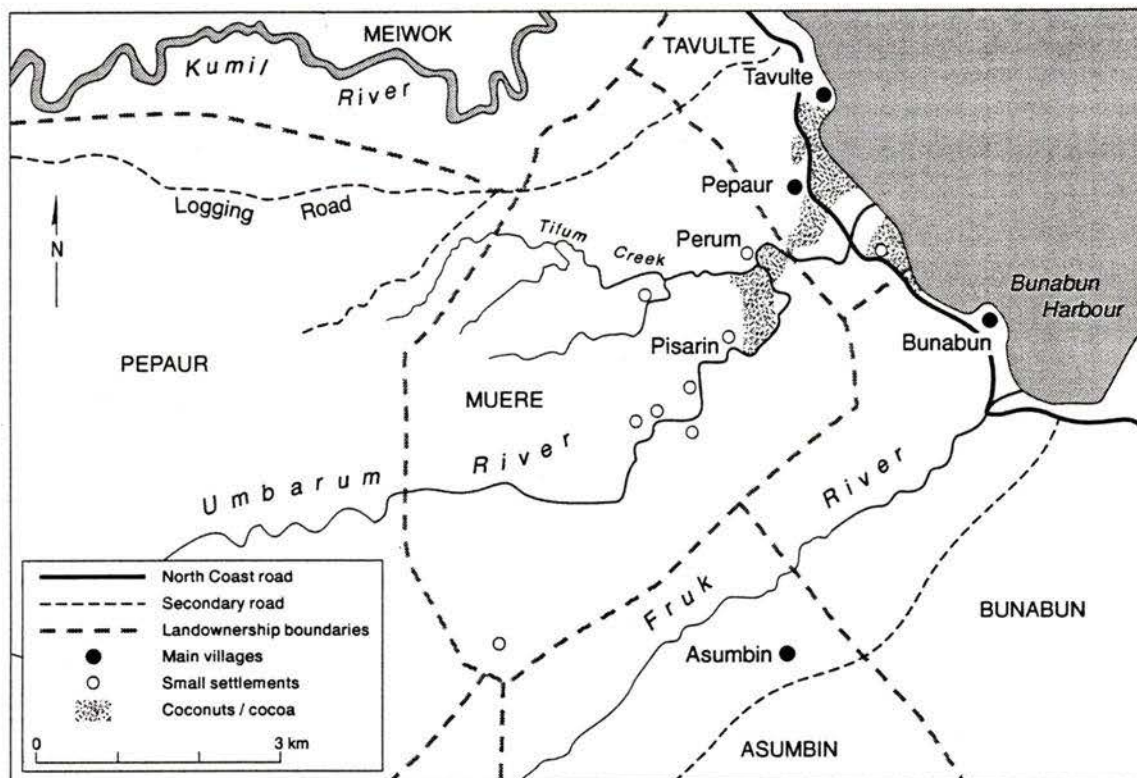 MEIWOK
TAVULTE
Kumil
River
Tavulte
Logging Road
Pepaur
N
Tifum
Creek
Perum
Bunabun
Harbour
Bunabun
Pisarin
PEPAUR
MUERE
Umbarum River
Fruk River
BUNABUN
Asumbin
ASUMBIN
North Coast road
Secondary road
Landownership boundaries
Main villages
Small settlements
Coconuts / cocoa
0 3 km